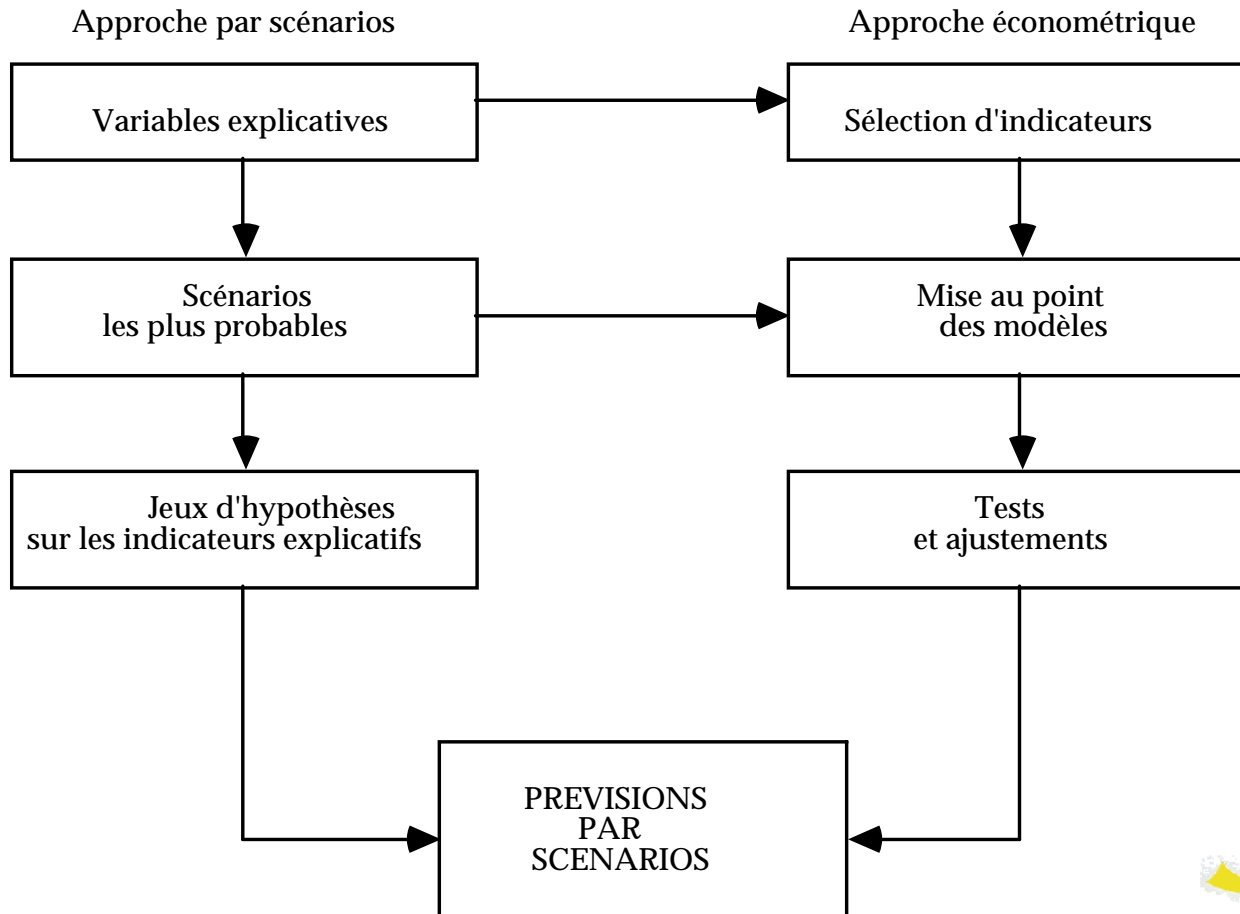 Approche par scénarios
Approche économétrique
Variables explicatives
Sélection d'indicateurs
Scénarios
les plus probables
Mise au point
des modèles
Jeux d'hypothèses
sur les indicateurs explicatifs
Tests
et ajustements
PREVISIONS
PAR
SCENARIOS